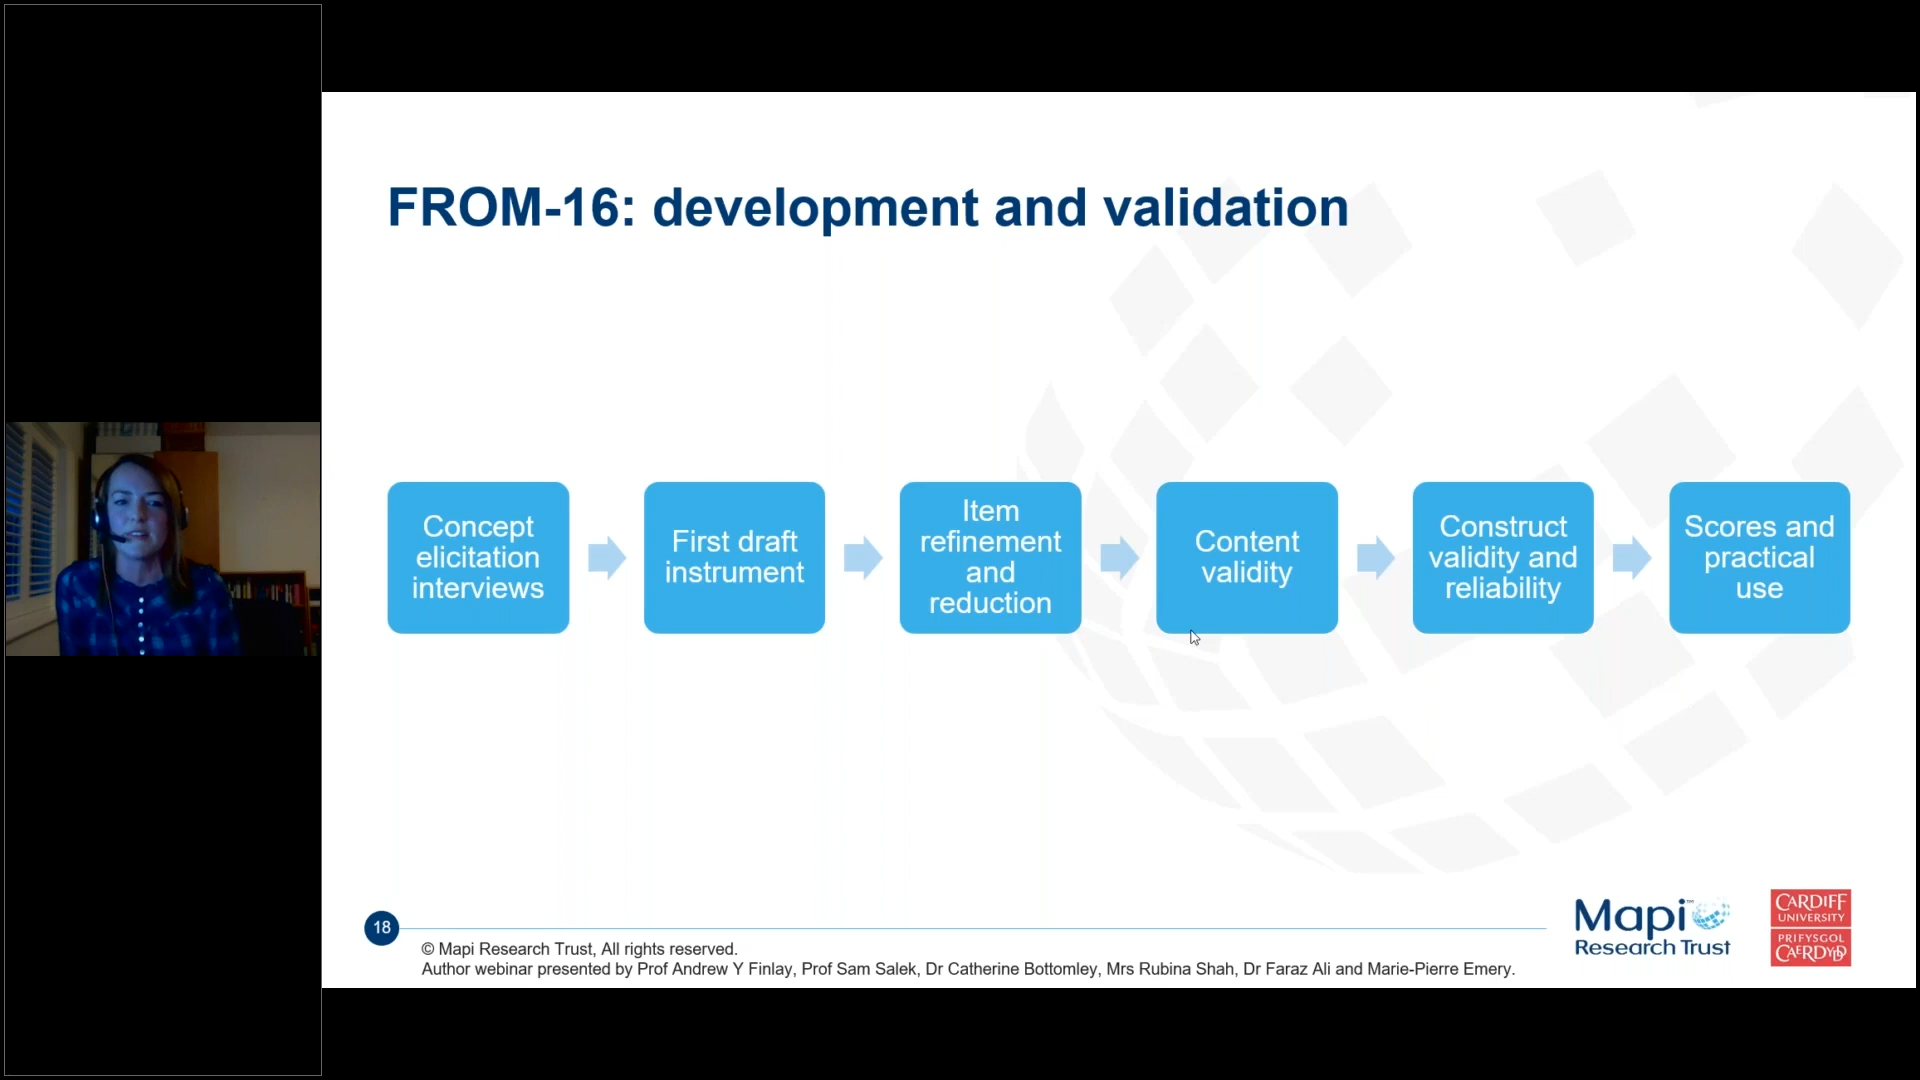 FROM-16: development and validation
Concept
elicitation
interviews
First draft
instrument
Item
refinement
and
reduction
Content
validity
Construct
validity and
reliability
Scores and
practical
use
18
© Mapi Research Trust, All rights reserved.
Author webinar presented by Prof Andrew Y Finlay, Prof Sam Salek, Dr Catherine Bottomley, Mrs Rubina Shah, Dr Faraz Ali and Marie-Pierre Emery.
Mapi
Research Trust
CARDIFF
UNIVERSITY
PRIFYSGOL
CAERDYDD